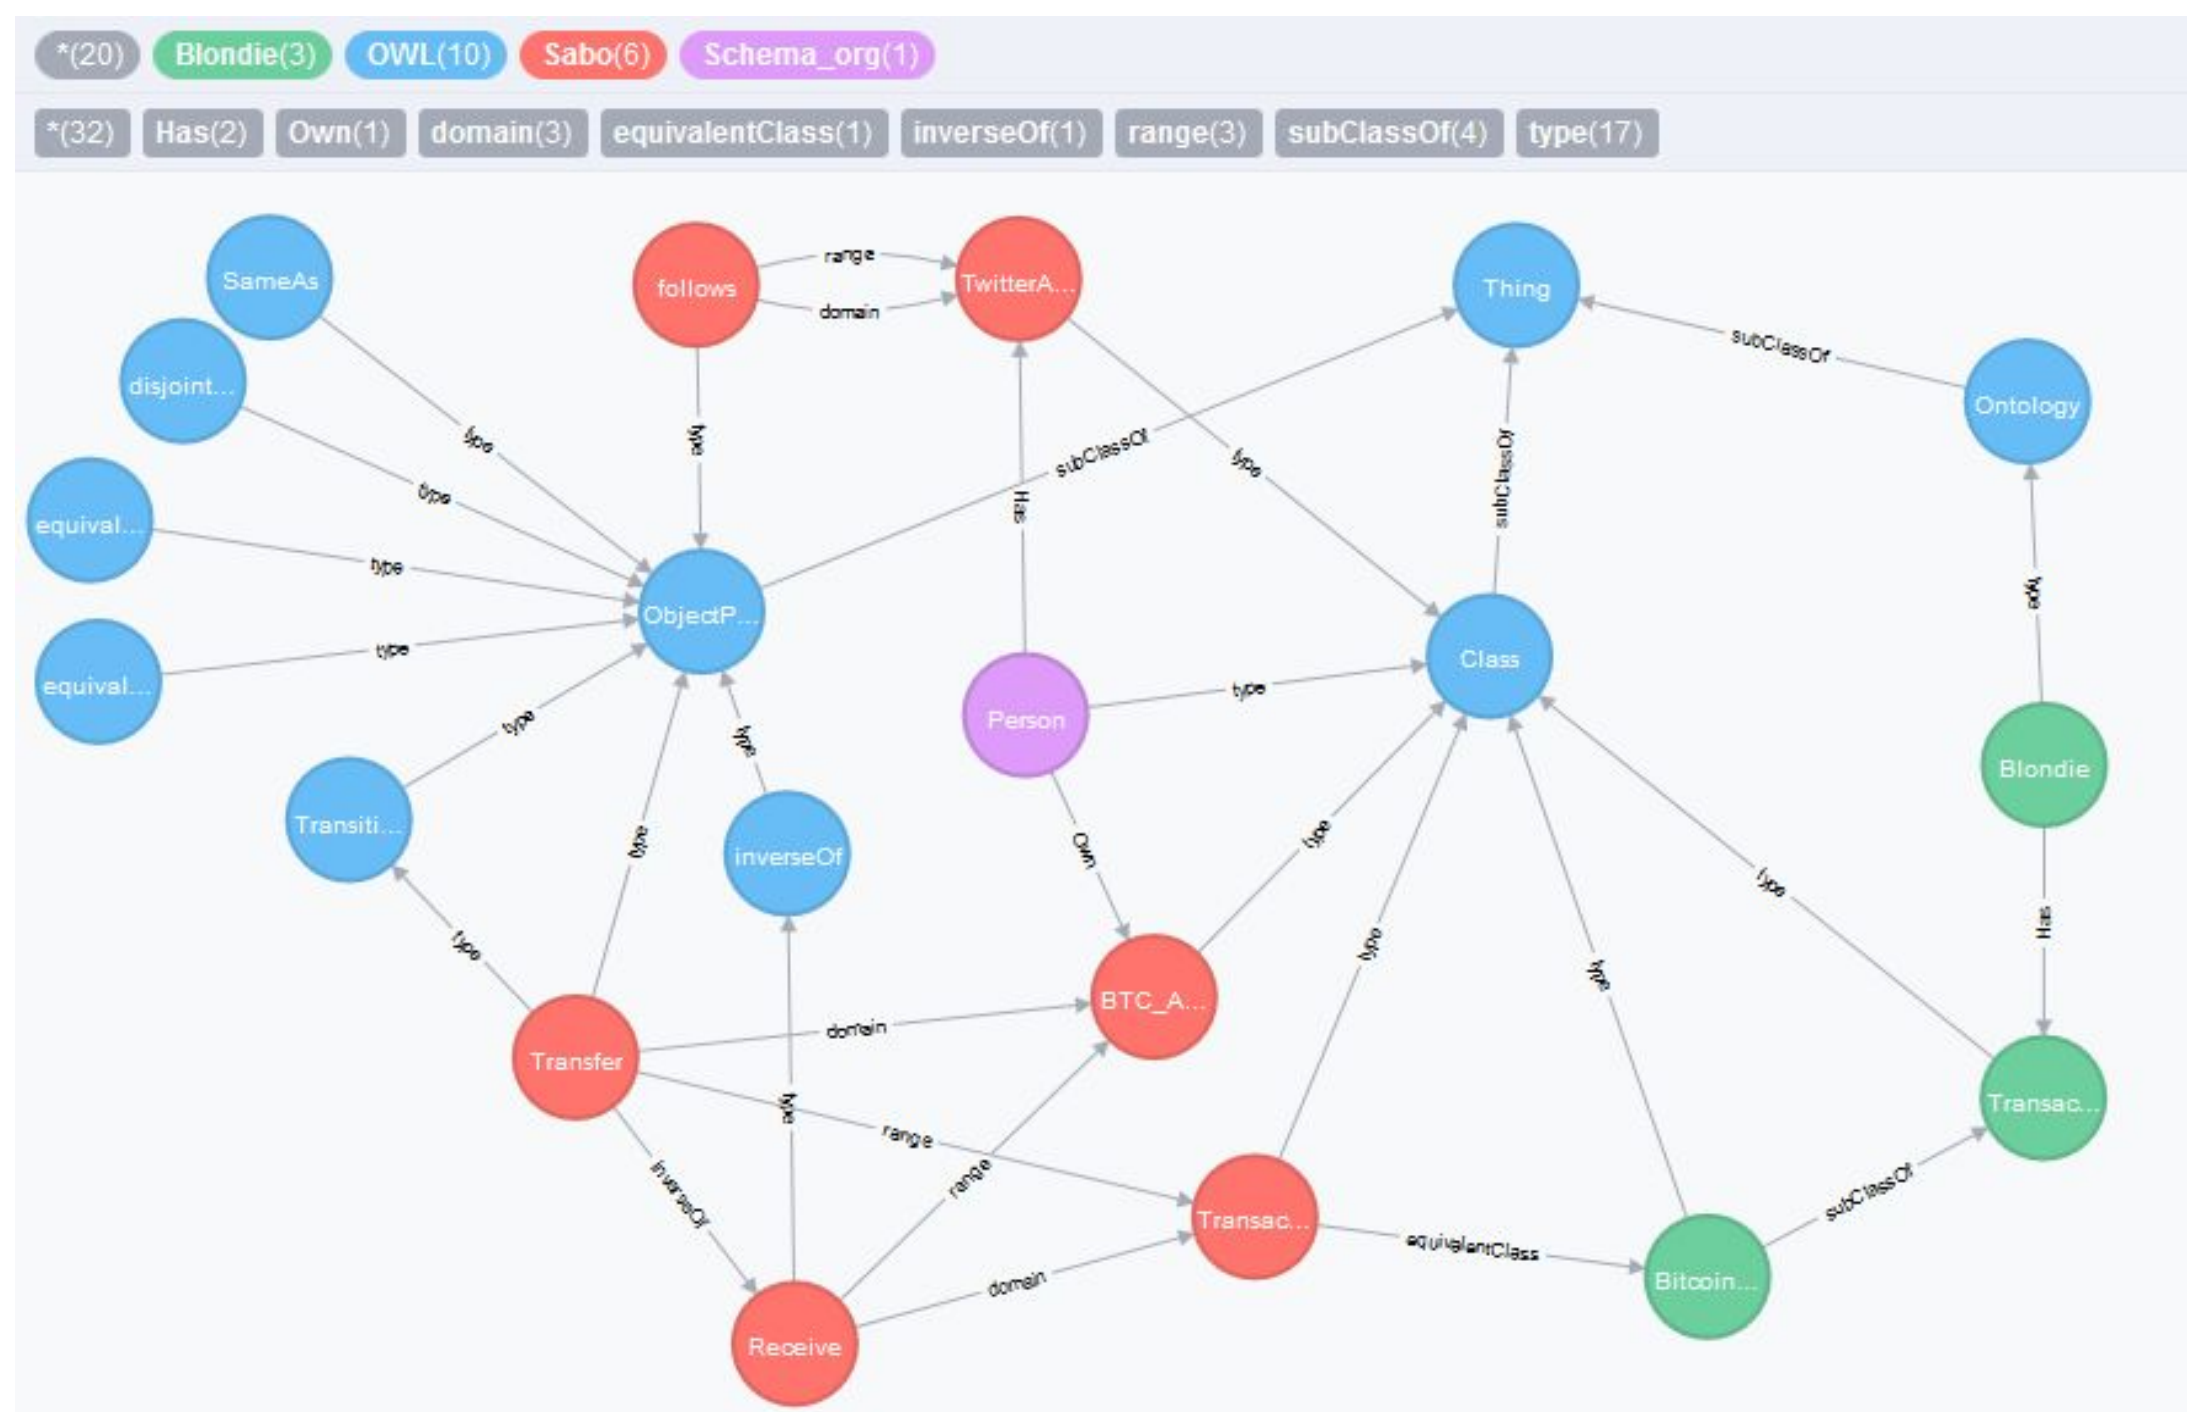 *(20) Blondie(3) OWL(10) Sabo(6) Schema_org(1)
*(32) Has(2) Own(1) domain(3) equivalentClass(1) inverseOf(1) range(3) subClassOf(4) type(17)
SameAs
follows
range
domain
TwitterA...
Thing
subClassOf
Ontology
disjoint...
type
type
type
subClassOf
type
subClassOf
Has
equival...
type
type
ObjectP...
Class
equival...
type
type
type
type
Person
Blondie
Transiti...
type
inverseOf
Own
type
type
type
type
Has
type
BTC_A...
Transfer
domain
type
range
Transac...
inverseOf
range
Transac...
subClassOf
equivalentClass
domain
Bitcoin...
Receive